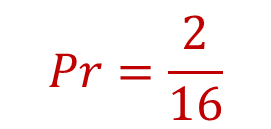 Pr = 2/16